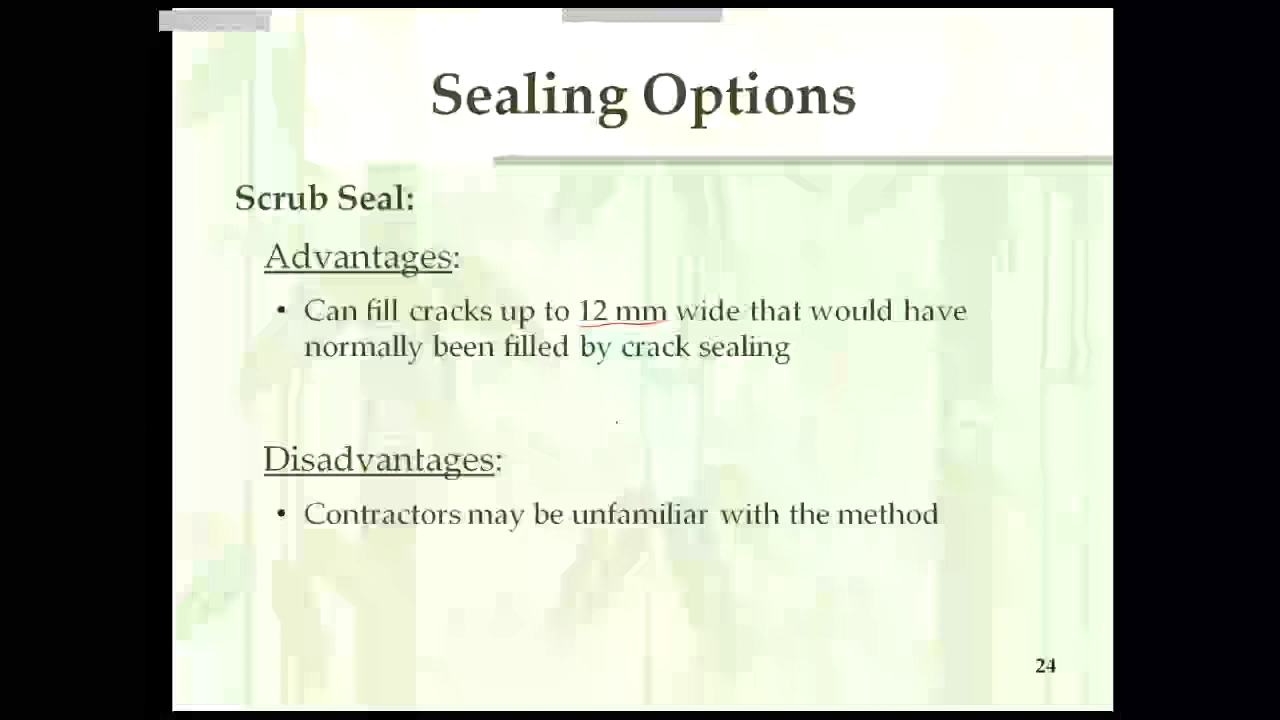 Sealing Options
Scrub Seal:
Advantages:
• Can fill cracks up to 12 mm wide that would have
normally been filled by crack sealing
Disadvantages:
• Contractors may be unfamiliar with the method
24